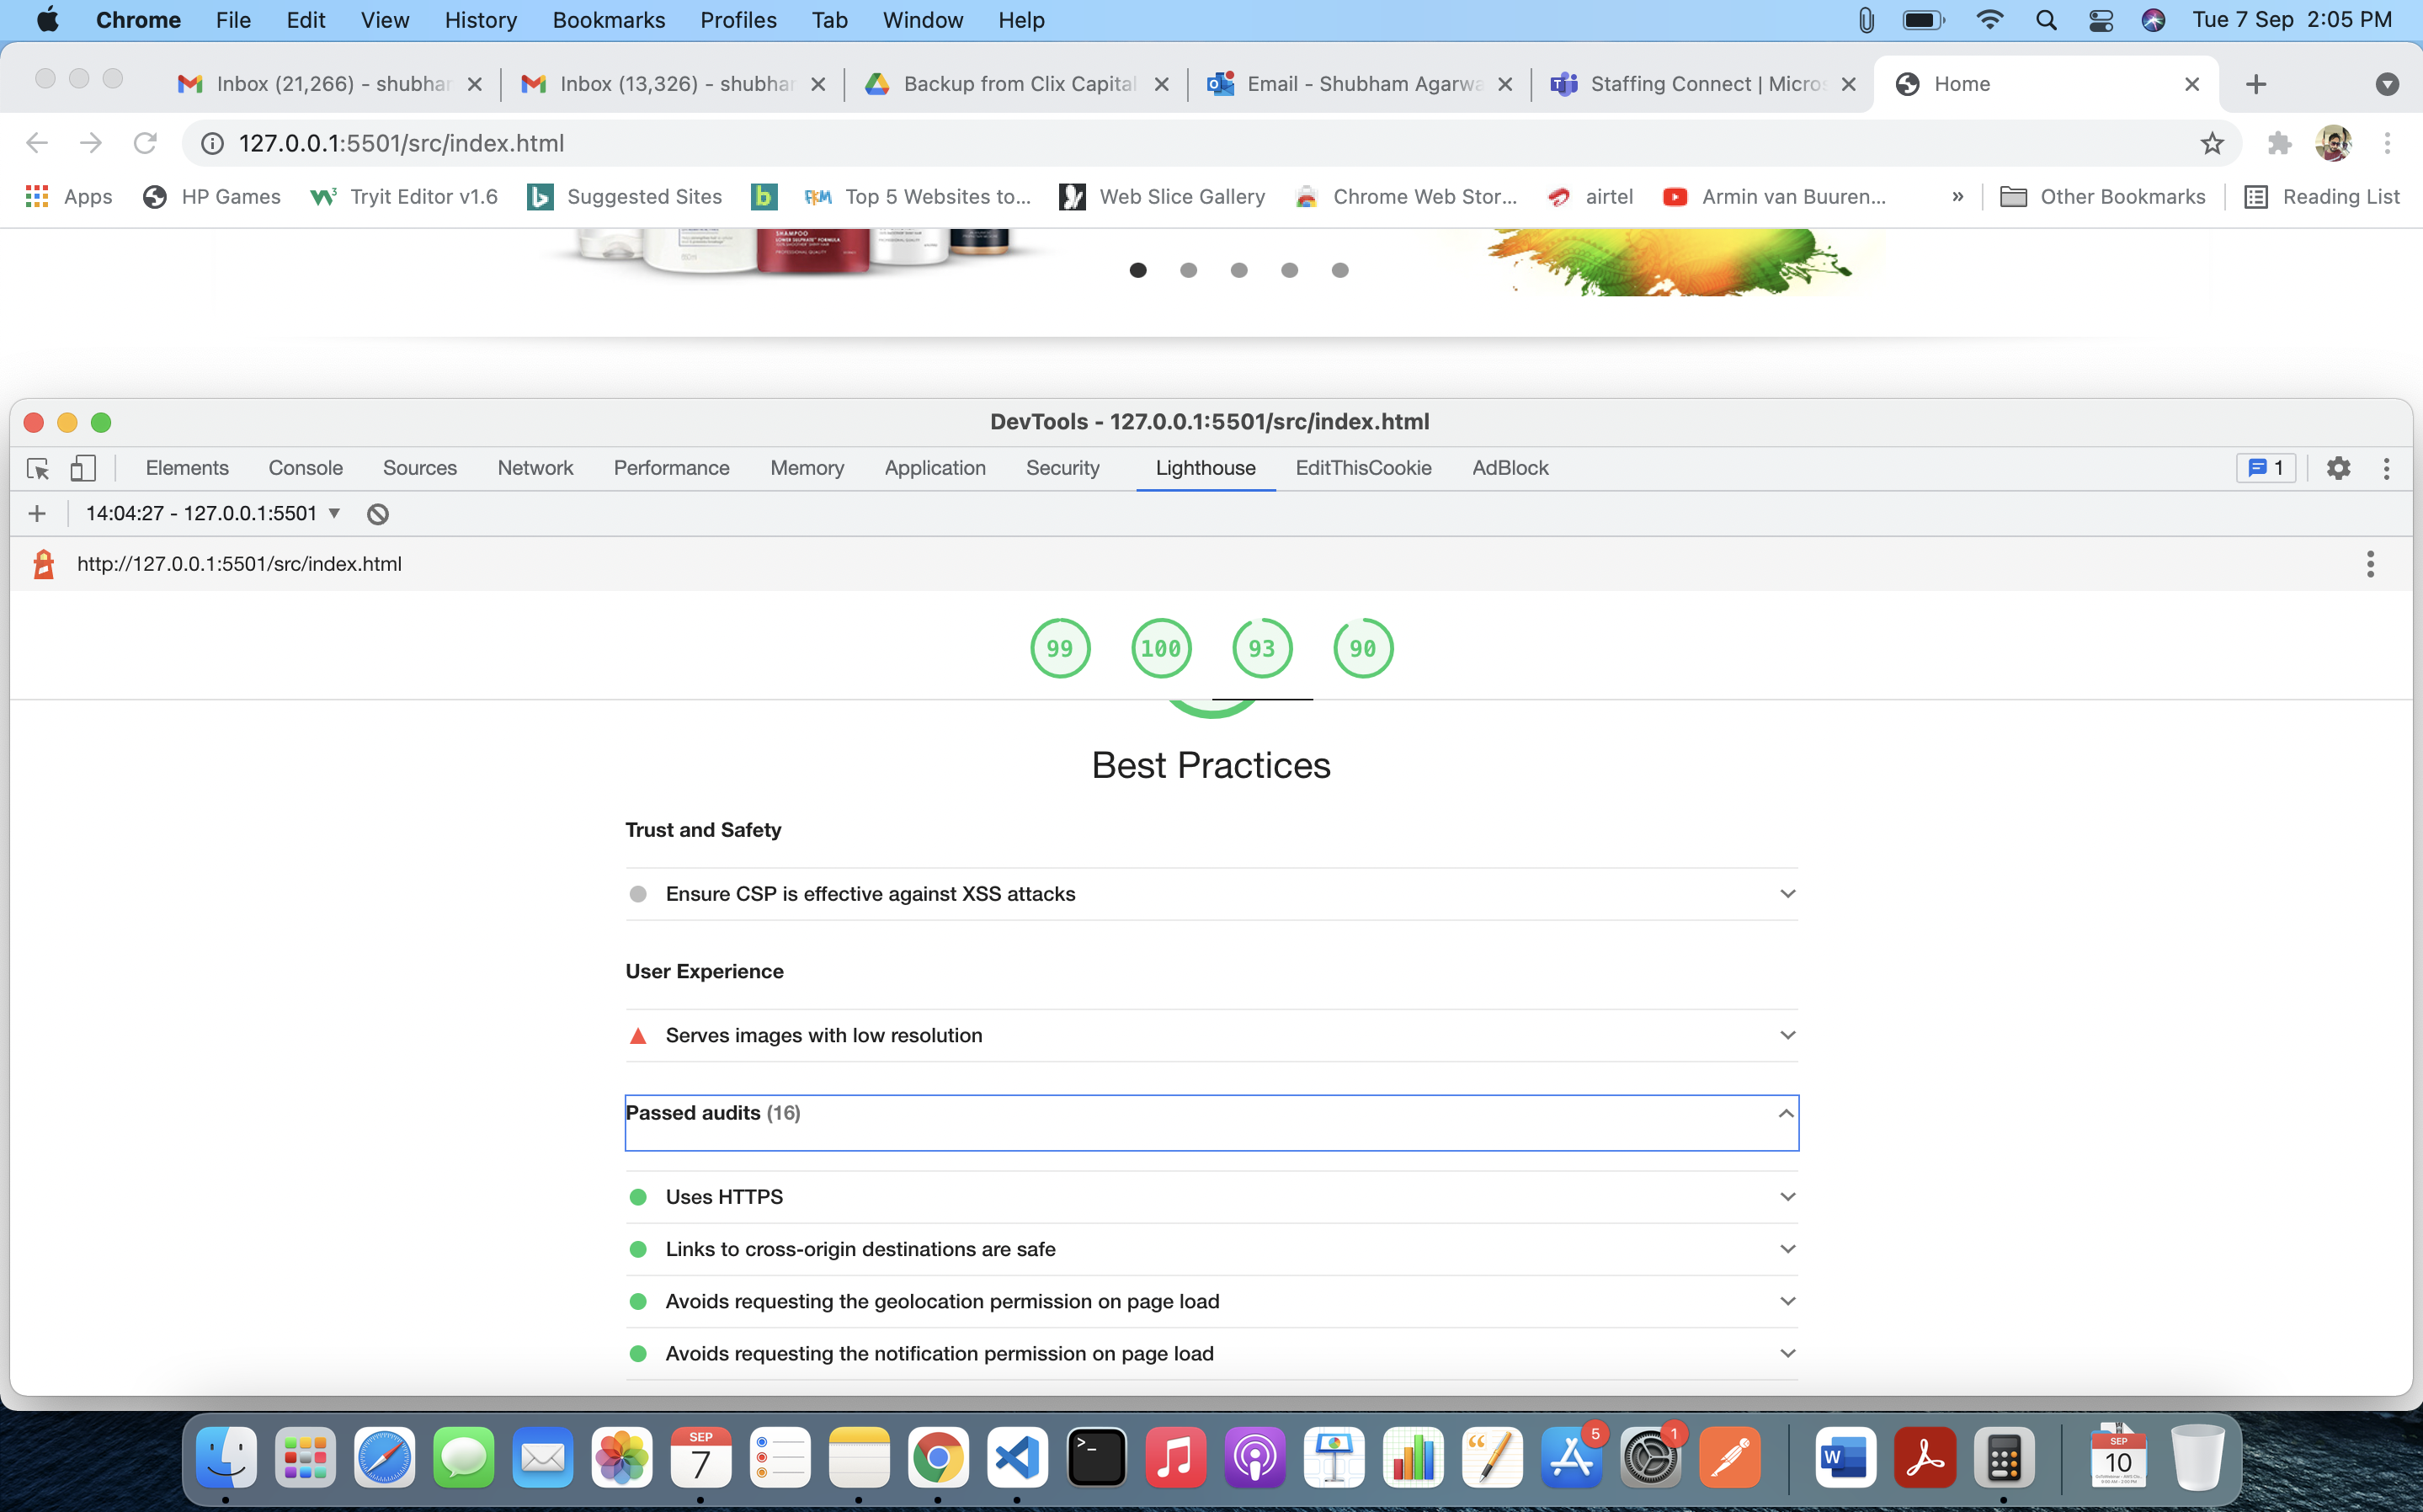 Chrome File Edit View History Bookmarks Profiles Tab Window Help Tue 7 Sep 2:05 PM
Inbox (21,266) - shubhar Inbox (13,326) - shubhar Backup from Clix Capital Email - Shubham Agarwa Staffing Connect | Micros Home
127.0.0.1:5501/src/index.html
Apps HP Games Tryit Editor v1.6 Suggested Sites Top 5 Websites to... Web Slice Gallery Chrome Web Stor... airtel Armin van Buuren... » Other Bookmarks Reading List
SHAMPOO
DevTools - 127.0.0.1:5501/src/index.html
Elements Console Sources Network Performance Memory Application Security Lighthouse EditThisCookie AdBlock 1
14:04:27 - 127.0.0.1:5501
http://127.0.0.1:5501/src/index.html
99 100 93 90
Best Practices
Trust and Safety
Ensure CSP is effective against XSS attacks
User Experience
Serves images with low resolution
Passed audits (16)
Uses HTTPS
Links to cross-origin destinations are safe
Avoids requesting the geolocation permission on page load
Avoids requesting the notification permission on page load
SEP 7 5 1 W SEP 10